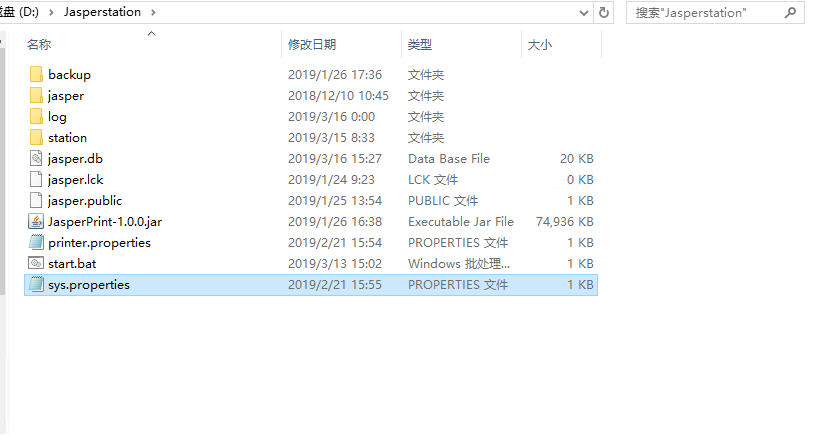 盘 (D:) > Jasperstation >
搜索"Jasperstation"
名称 修改日期 类型 大小
backup 2019/1/26 17:36 文件夹
jasper 2018/12/10 10:45 文件夹
log 2019/3/16 0:00 文件夹
station 2019/3/15 8:33 文件夹
jasper.db 2019/3/16 15:27 Data Base File 20 KB
jasper.lck 2019/1/24 9:23 LCK 文件 0 KB
jasper.public 2019/1/25 13:54 PUBLIC 文件 1 KB
JasperPrint-1.0.0.jar 2019/1/26 16:38 Executable Jar File 74,936 KB
printer.properties 2019/2/21 15:54 PROPERTIES 文件 1 KB
start.bat 2019/3/13 15:02 Windows 批处理... 1 KB
sys.properties 2019/2/21 15:55 PROPERTIES 文件 1 KB